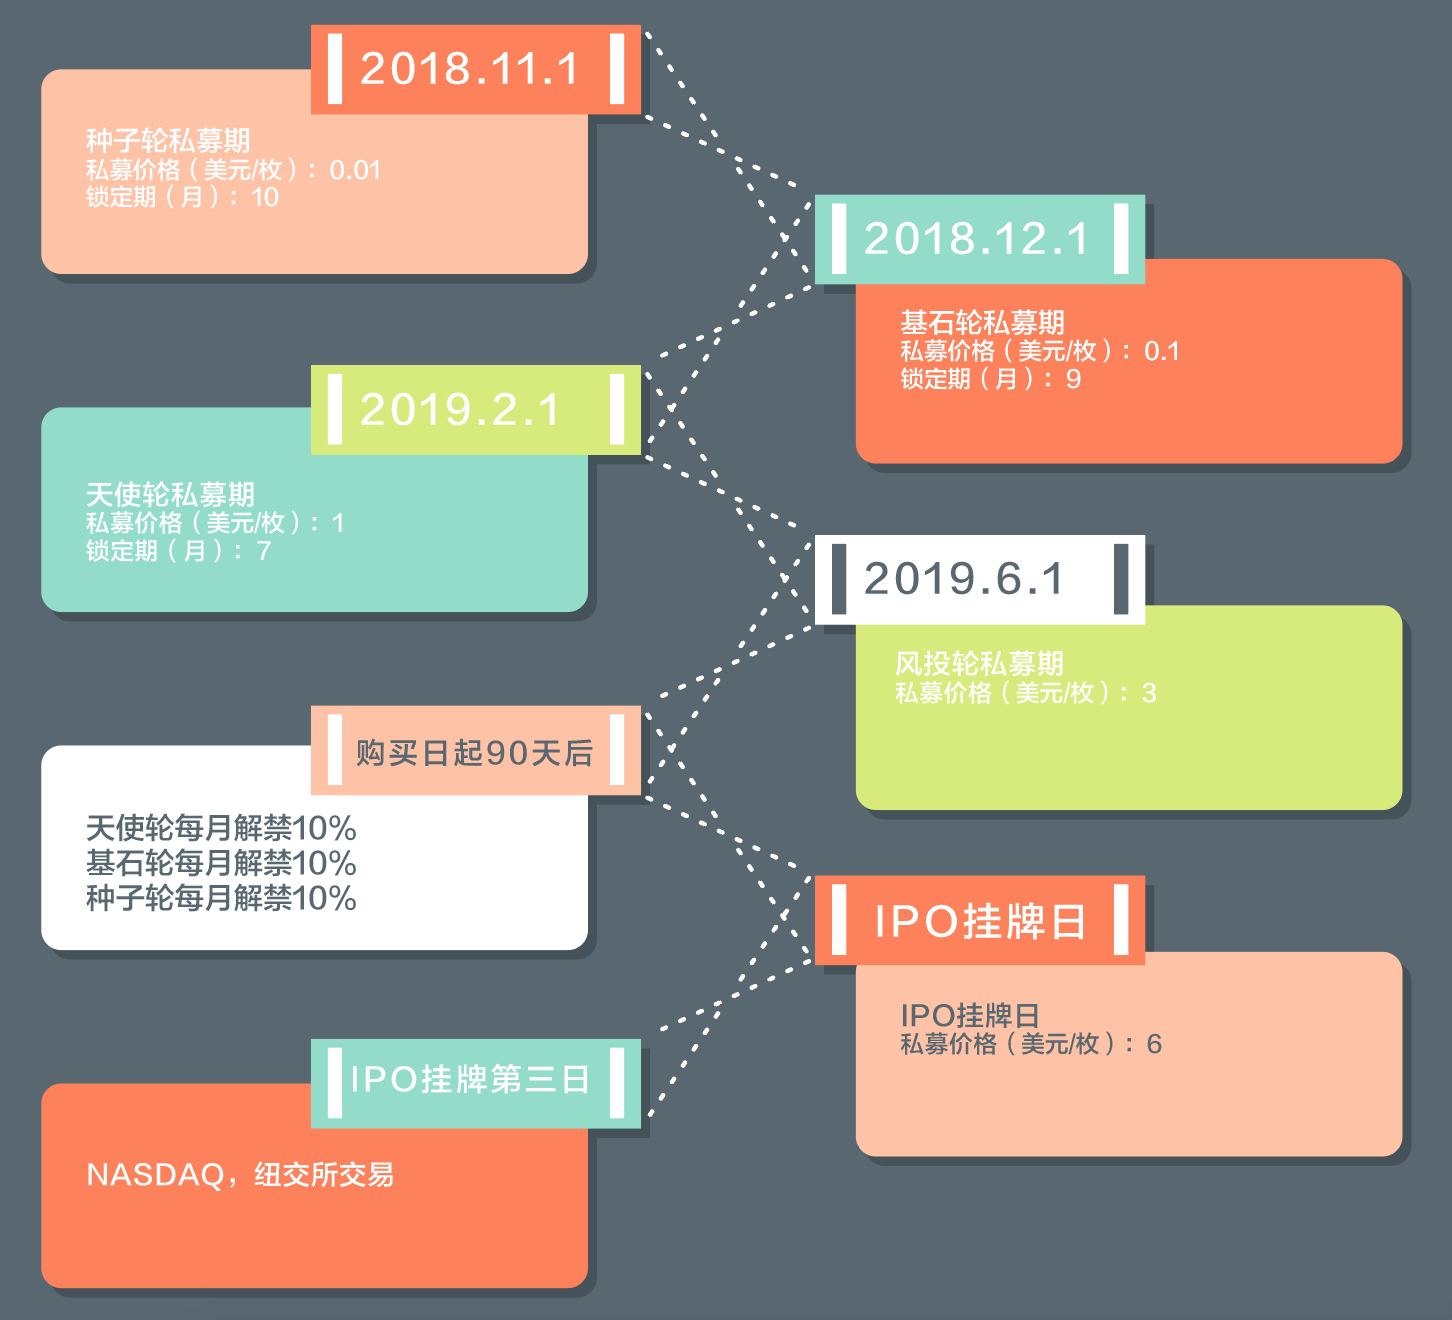 2018.11.1
种子轮私募期
私募价格（美元/枚）：0.01
锁定期（月）：10
2018.12.1
基石轮私募期
私募价格（美元/枚）：0.1
锁定期（月）：9
2019.2.1
天使轮私募期
私募价格（美元/枚）：1
锁定期（月）：7
2019.6.1
风投轮私募期
私募价格（美元/枚）：3
购买日起90天后
天使轮每月解禁10%
基石轮每月解禁10%
种子轮每月解禁10%
IPO挂牌日
IPO挂牌日
私募价格（美元/枚）：6
IPO挂牌第三日
NASDAQ，纽交所交易